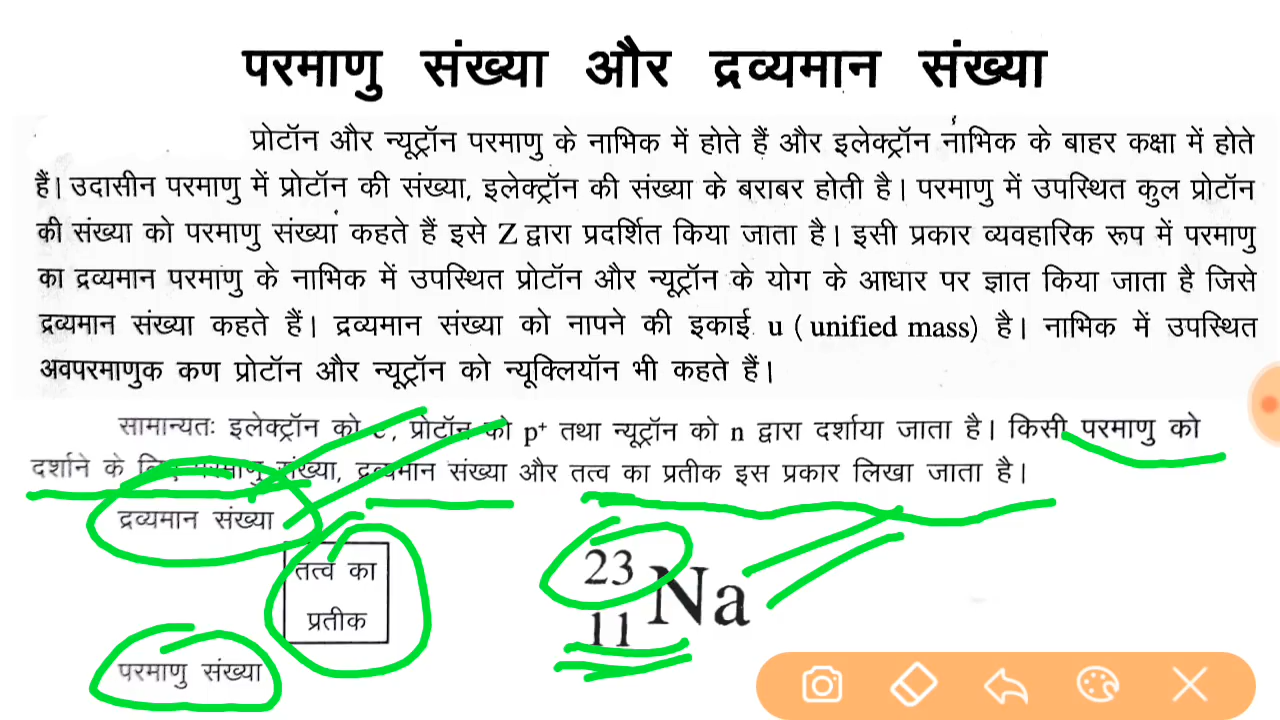 परमाणु संख्या और द्रव्यमान संख्या
प्रोटॉन और न्यूट्रॉन परमाणु के नाभिक में होते हैं और इलेक्ट्रॉन नाभिक के बाहर कक्षा में होते
हैं। उदासीन परमाणु में प्रोटॉन की संख्या, इलेक्ट्रॉन की संख्या के बराबर होती है। परमाणु में उपस्थित कुल प्रोटॉन
की संख्या को परमाणु संख्या कहते हैं इसे Z द्वारा प्रदर्शित किया जाता है। इसी प्रकार व्यवहारिक रूप में परमाणु
का द्रव्यमान परमाणु के नाभिक में उपस्थित प्रोटॉन और न्यूट्रॉन के योग के आधार पर ज्ञात किया जाता है जिसे
द्रव्यमान संख्या कहते हैं। द्रव्यमान संख्या को नापने की इकाई u ( unified mass) है। नाभिक में उपस्थित
अवपरमाणुक कण प्रोटॉन और न्यूट्रॉन को न्यूक्लियॉन भी कहते हैं।
सामान्यतः इलेक्ट्रॉन को , प्रोटॉन को p⁺ तथा न्यूट्रॉन को n द्वारा दर्शाया जाता है। किसी परमाणु को
दर्शाने के लिए परमाणु संख्या, द्रव्यमान संख्या और तत्व का प्रतीक इस प्रकार लिखा जाता है।
द्रव्यमान संख्या
तत्व का
प्रतीक
परमाणु संख्या
23
Na
11